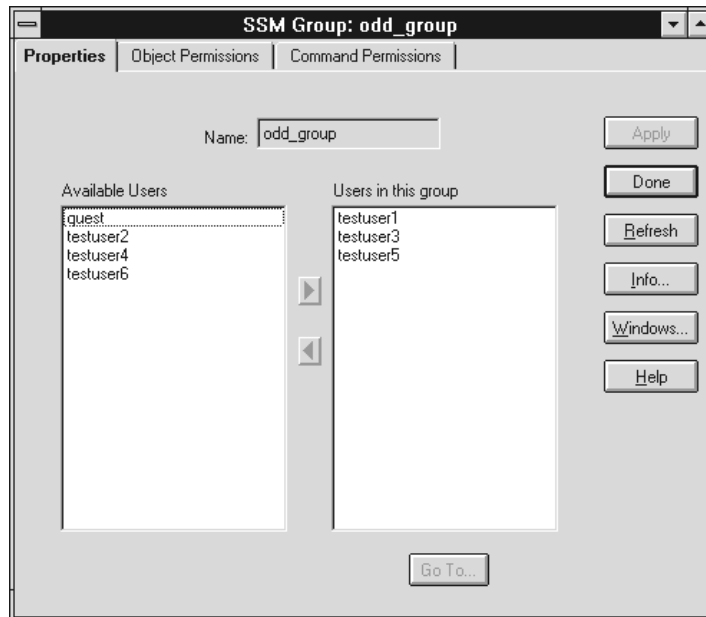 SSM Group: odd_group
Properties
Object Permissions
Command Permissions
Name: odd_group
Apply
Done
Refresh
Info...
Windows...
Help
Available Users
guest
testuser2
testuser4
testuser6
Users in this group
testuser1
testuser3
testuser5
Go To...